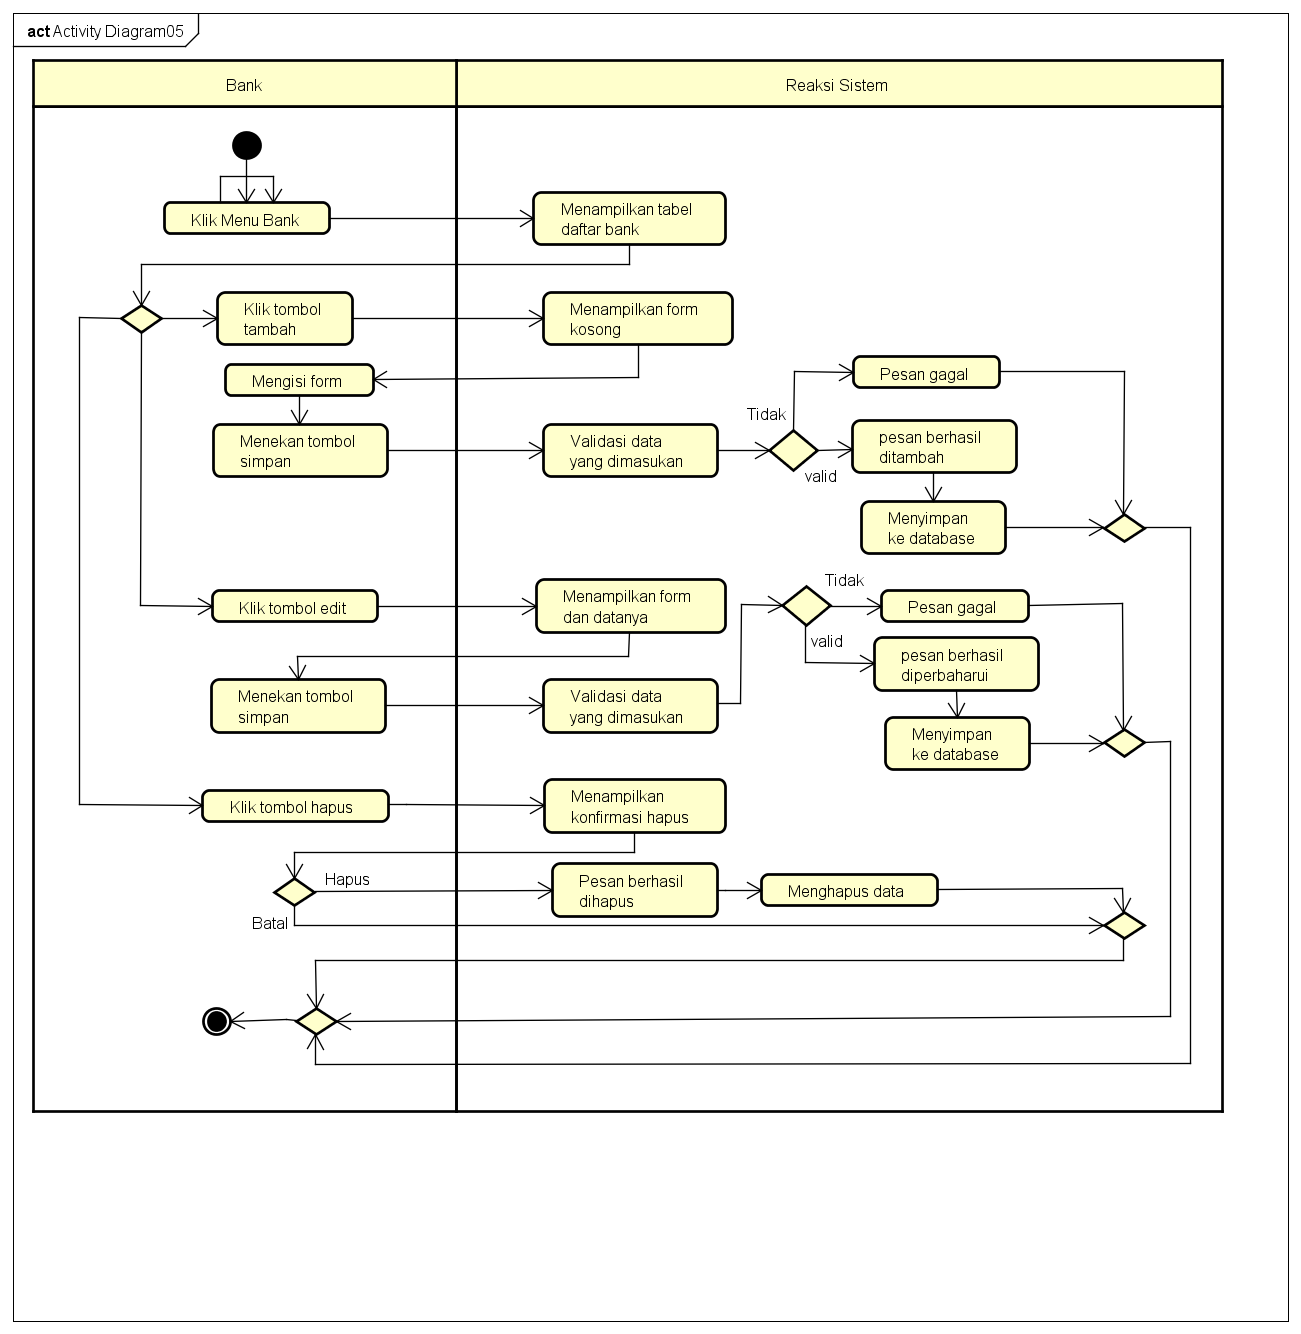 act Activity Diagram05
Bank
Reaksi Sistem
Klik Menu Bank
Menampilkan tabel
daftar bank
Klik tombol
tambah
Menampilkan form
kosong
Mengisi form
Pesan gagal
Tidak
Menekan tombol
simpan
Validasi data
yang dimasukan
valid
pesan berhasil
ditambah
Menyimpan
ke database
Klik tombol edit
Menampilkan form
dan datanya
Tidak
Pesan gagal
valid
pesan berhasil
diperbaharui
Menekan tombol
simpan
Validasi data
yang dimasukan
Menyimpan
ke database
Klik tombol hapus
Menampilkan
konfirmasi hapus
Hapus
Pesan berhasil
dihapus
Menghapus data
Batal